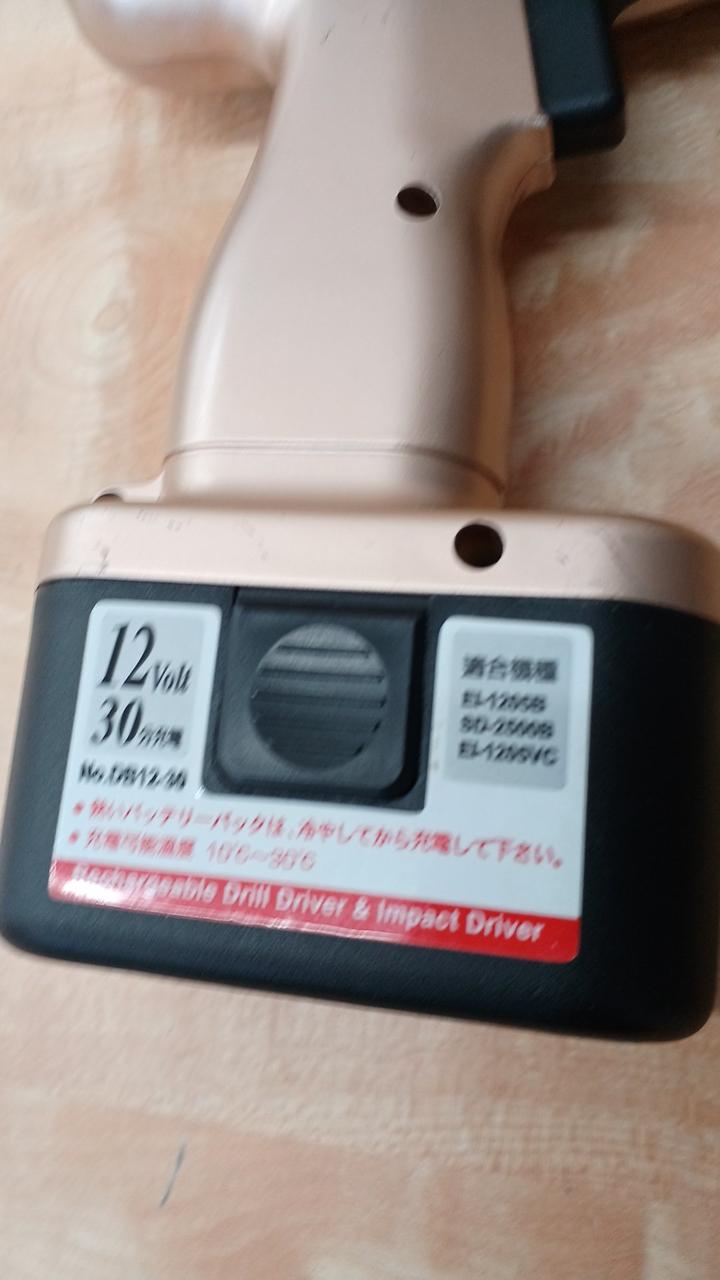 12Volt
30分充電
No.DB12-30
適合機種
EI-1205B
SD-2500B
EI-1205VC
• 熱いバッテリーパックは、冷やしてから充電して下さい。
• 充電可能温度 10℃～30℃
Rechargeable Drill Driver & Impact Driver